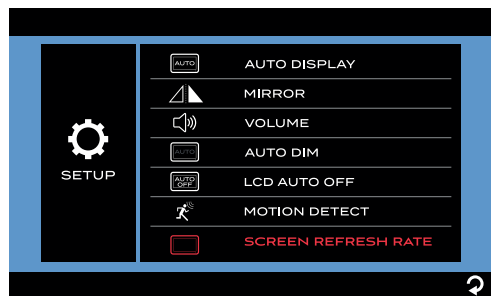 SETUP
AUTO AUTO DISPLAY
MIRROR
VOLUME
AUTO AUTO DIM
AUTO OFF LCD AUTO OFF
MOTION DETECT
SCREEN REFRESH RATE